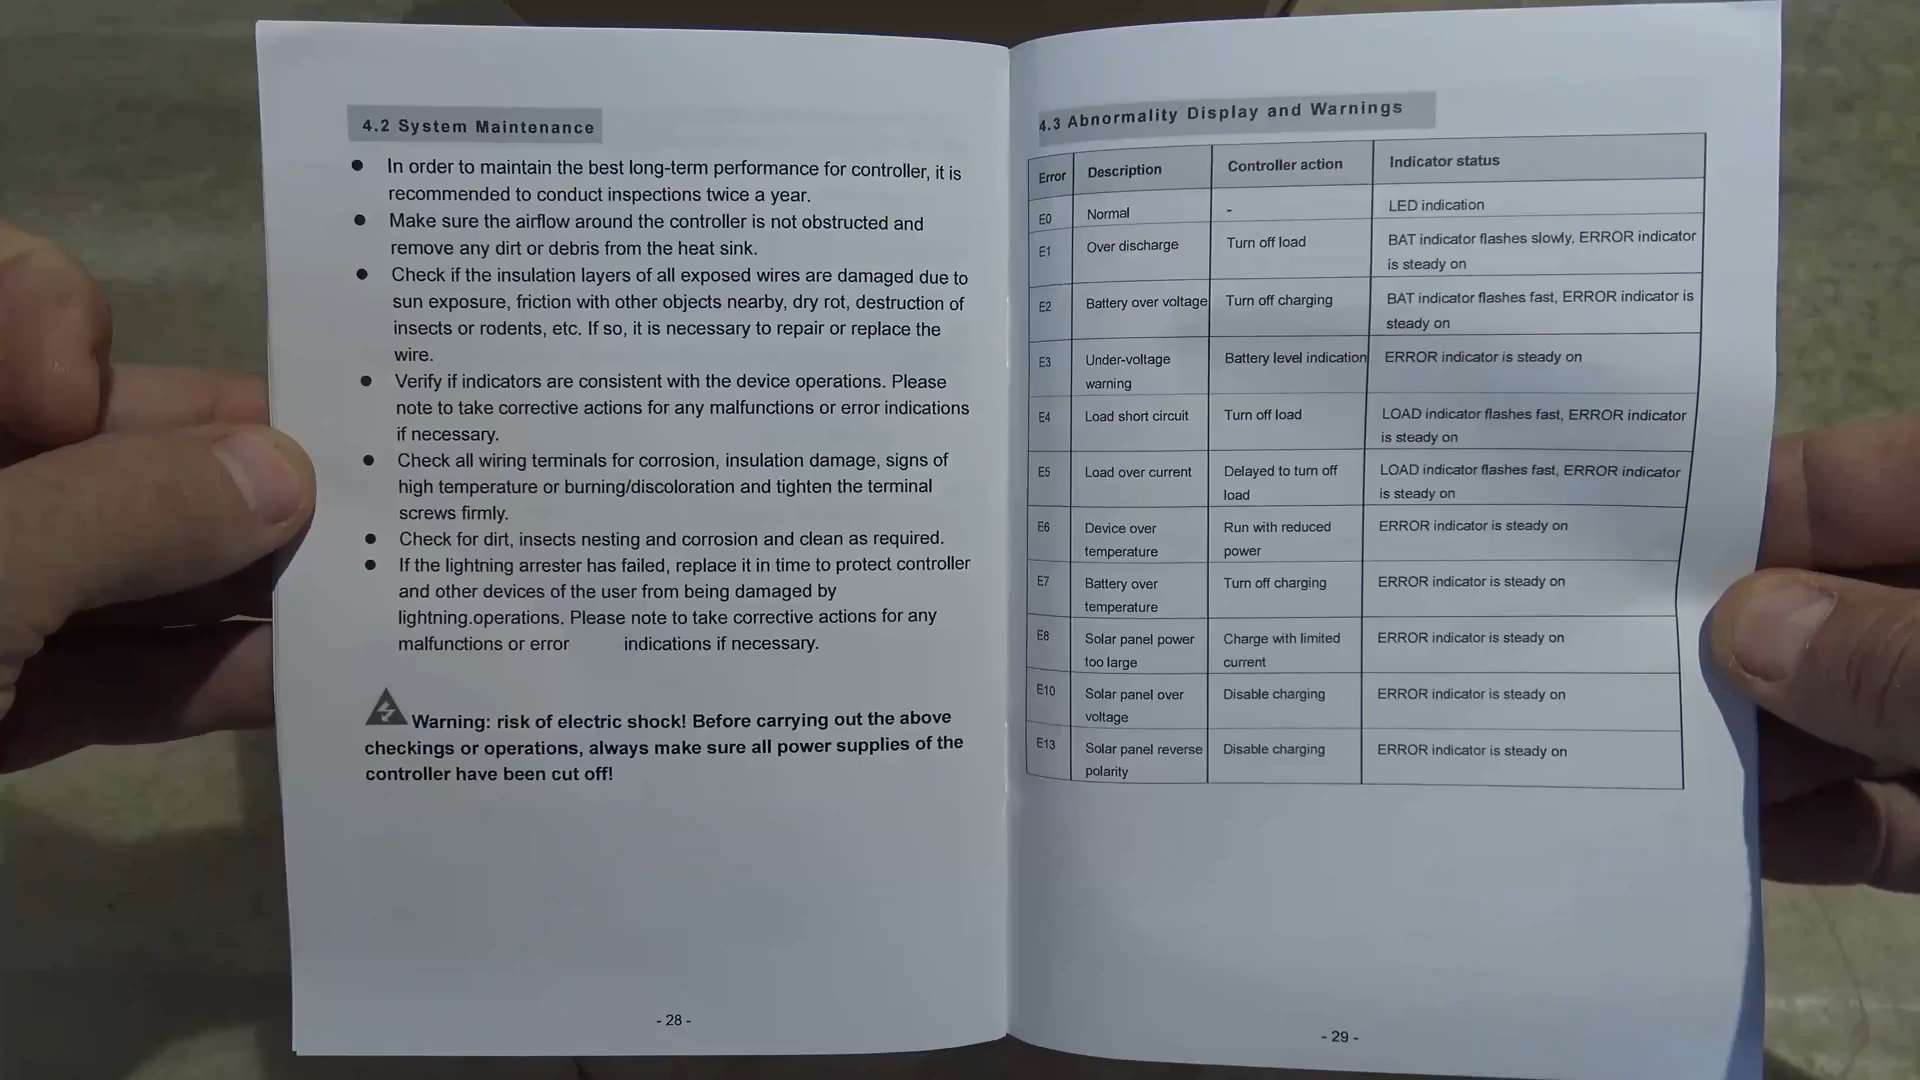 4.2 System Maintenance
● In order to maintain the best long-term performance for controller, it is
recommended to conduct inspections twice a year.
● Make sure the airflow around the controller is not obstructed and
remove any dirt or debris from the heat sink.
● Check if the insulation layers of all exposed wires are damaged due to
sun exposure, friction with other objects nearby, dry rot, destruction of
insects or rodents, etc. If so, it is necessary to repair or replace the
wire.
● Verify if indicators are consistent with the device operations. Please
note to take corrective actions for any malfunctions or error indications
if necessary.
● Check all wiring terminals for corrosion, insulation damage, signs of
high temperature or burning/discoloration and tighten the terminal
screws firmly.
● Check for dirt, insects nesting and corrosion and clean as required.
● If the lightning arrester has failed, replace it in time to protect controller
and other devices of the user from being damaged by
lightning.operations. Please note to take corrective actions for any
malfunctions or error indications if necessary.
Warning: risk of electric shock! Before carrying out the above
checkings or operations, always make sure all power supplies of the
controller have been cut off!
- 28 -
4.3 Abnormality Display and Warnings
Error Description Controller action Indicator status
E0 Normal - LED indication
E1 Over discharge Turn off load BAT indicator flashes slowly, ERROR indicator
is steady on
E2 Battery over voltage Turn off charging BAT indicator flashes fast, ERROR indicator is
steady on
E3 Under-voltage Battery level indication ERROR indicator is steady on
warning
E4 Load short circuit Turn off load LOAD indicator flashes fast, ERROR indicator
is steady on
E5 Load over current Delayed to turn off LOAD indicator flashes fast, ERROR indicator
load is steady on
E6 Device over Run with reduced ERROR indicator is steady on
temperature power
E7 Battery over Turn off charging ERROR indicator is steady on
temperature
E8 Solar panel power Charge with limited ERROR indicator is steady on
too large current
E10 Solar panel over Disable charging ERROR indicator is steady on
voltage
E13 Solar panel reverse Disable charging ERROR indicator is steady on
polarity
- 29 -